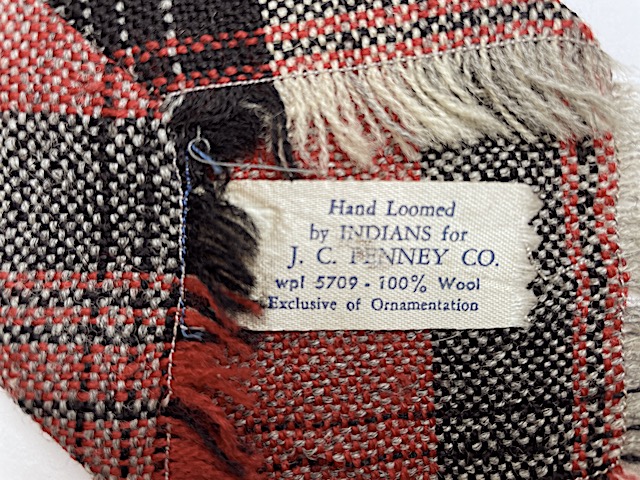 Hand Loomed
by INDIANS for
J. C. PENNEY CO.
wpl 5709 - 100% Wool
Exclusive of Ornamentation